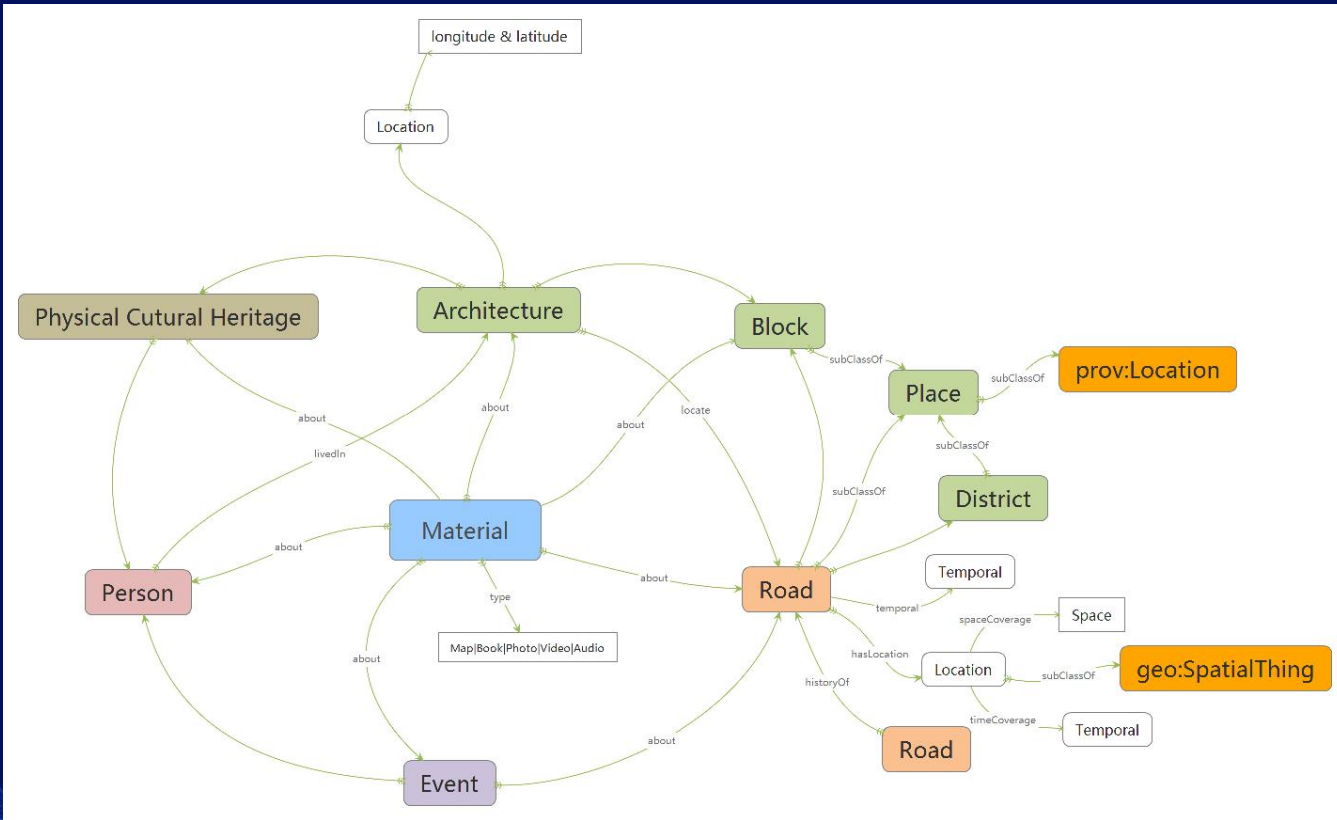 longitude & latitude
Location
Physical Cutural Heritage
Architecture
Block
subClassOf
prov:Location
subClassOf
Place
about
about
about
locate
livedIn
subClassOf
subClassOf
District
Material
about
about
Road
Temporal
temporal
Person
type
Map|Book|Photo|Video|Audio
spaceCoverage
Space
hasLocation
Location
subClassOf
geo:SpatialThing
about
historyOf
timeCoverage
Temporal
about
Road
Event